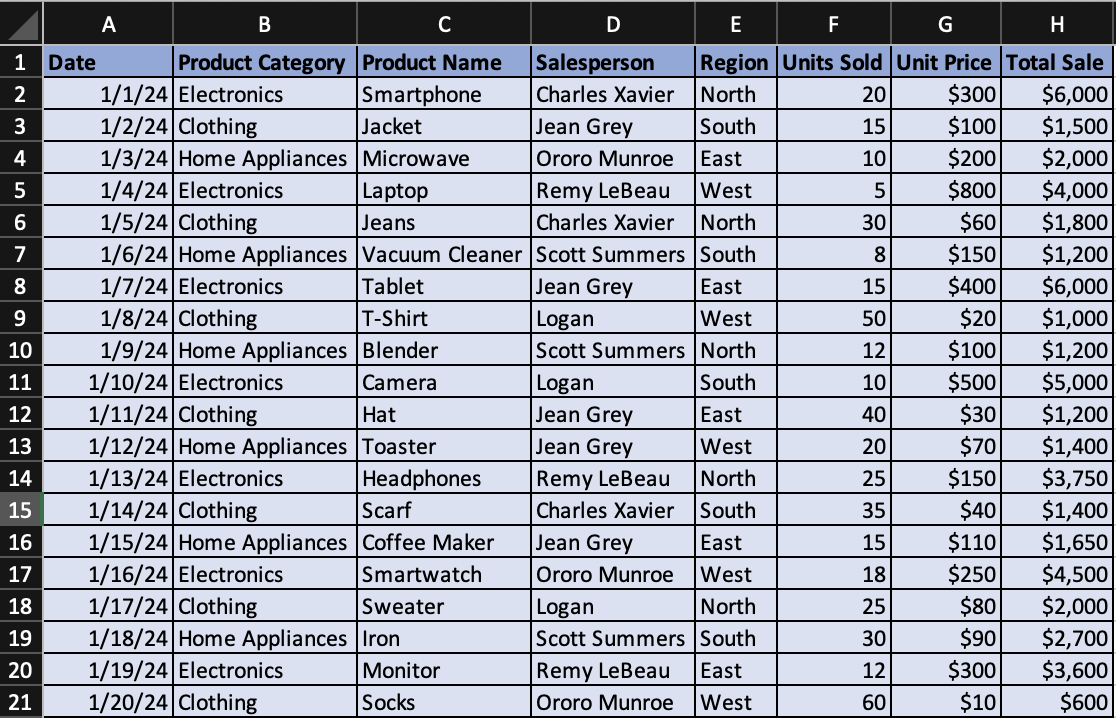 A B C D E F G H
1 Date Product Category Product Name Salesperson Region Units Sold Unit Price Total Sale
2 1/1/24 Electronics Smartphone Charles Xavier North 20 $300 $6,000
3 1/2/24 Clothing Jacket Jean Grey South 15 $100 $1,500
4 1/3/24 Home Appliances Microwave Ororo Munroe East 10 $200 $2,000
5 1/4/24 Electronics Laptop Remy LeBeau West 5 $800 $4,000
6 1/5/24 Clothing Jeans Charles Xavier North 30 $60 $1,800
7 1/6/24 Home Appliances Vacuum Cleaner Scott Summers South 8 $150 $1,200
8 1/7/24 Electronics Tablet Jean Grey East 15 $400 $6,000
9 1/8/24 Clothing T-Shirt Logan West 50 $20 $1,000
10 1/9/24 Home Appliances Blender Scott Summers North 12 $100 $1,200
11 1/10/24 Electronics Camera Logan South 10 $500 $5,000
12 1/11/24 Clothing Hat Jean Grey East 40 $30 $1,200
13 1/12/24 Home Appliances Toaster Jean Grey West 20 $70 $1,400
14 1/13/24 Electronics Headphones Remy LeBeau North 25 $150 $3,750
15 1/14/24 Clothing Scarf Charles Xavier South 35 $40 $1,400
16 1/15/24 Home Appliances Coffee Maker Jean Grey East 15 $110 $1,650
17 1/16/24 Electronics Smartwatch Ororo Munroe West 18 $250 $4,500
18 1/17/24 Clothing Sweater Logan North 25 $80 $2,000
19 1/18/24 Home Appliances Iron Scott Summers South 30 $90 $2,700
20 1/19/24 Electronics Monitor Remy LeBeau East 12 $300 $3,600
21 1/20/24 Clothing Socks Ororo Munroe West 60 $10 $600